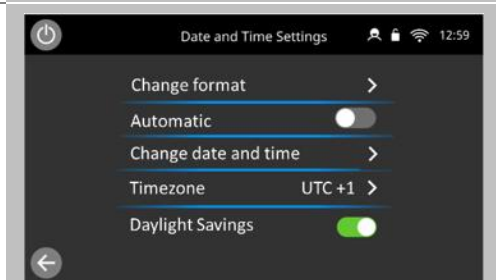 Date and Time Settings 12:59
Change format
Automatic
Change date and time
Timezone UTC +1
Daylight Savings